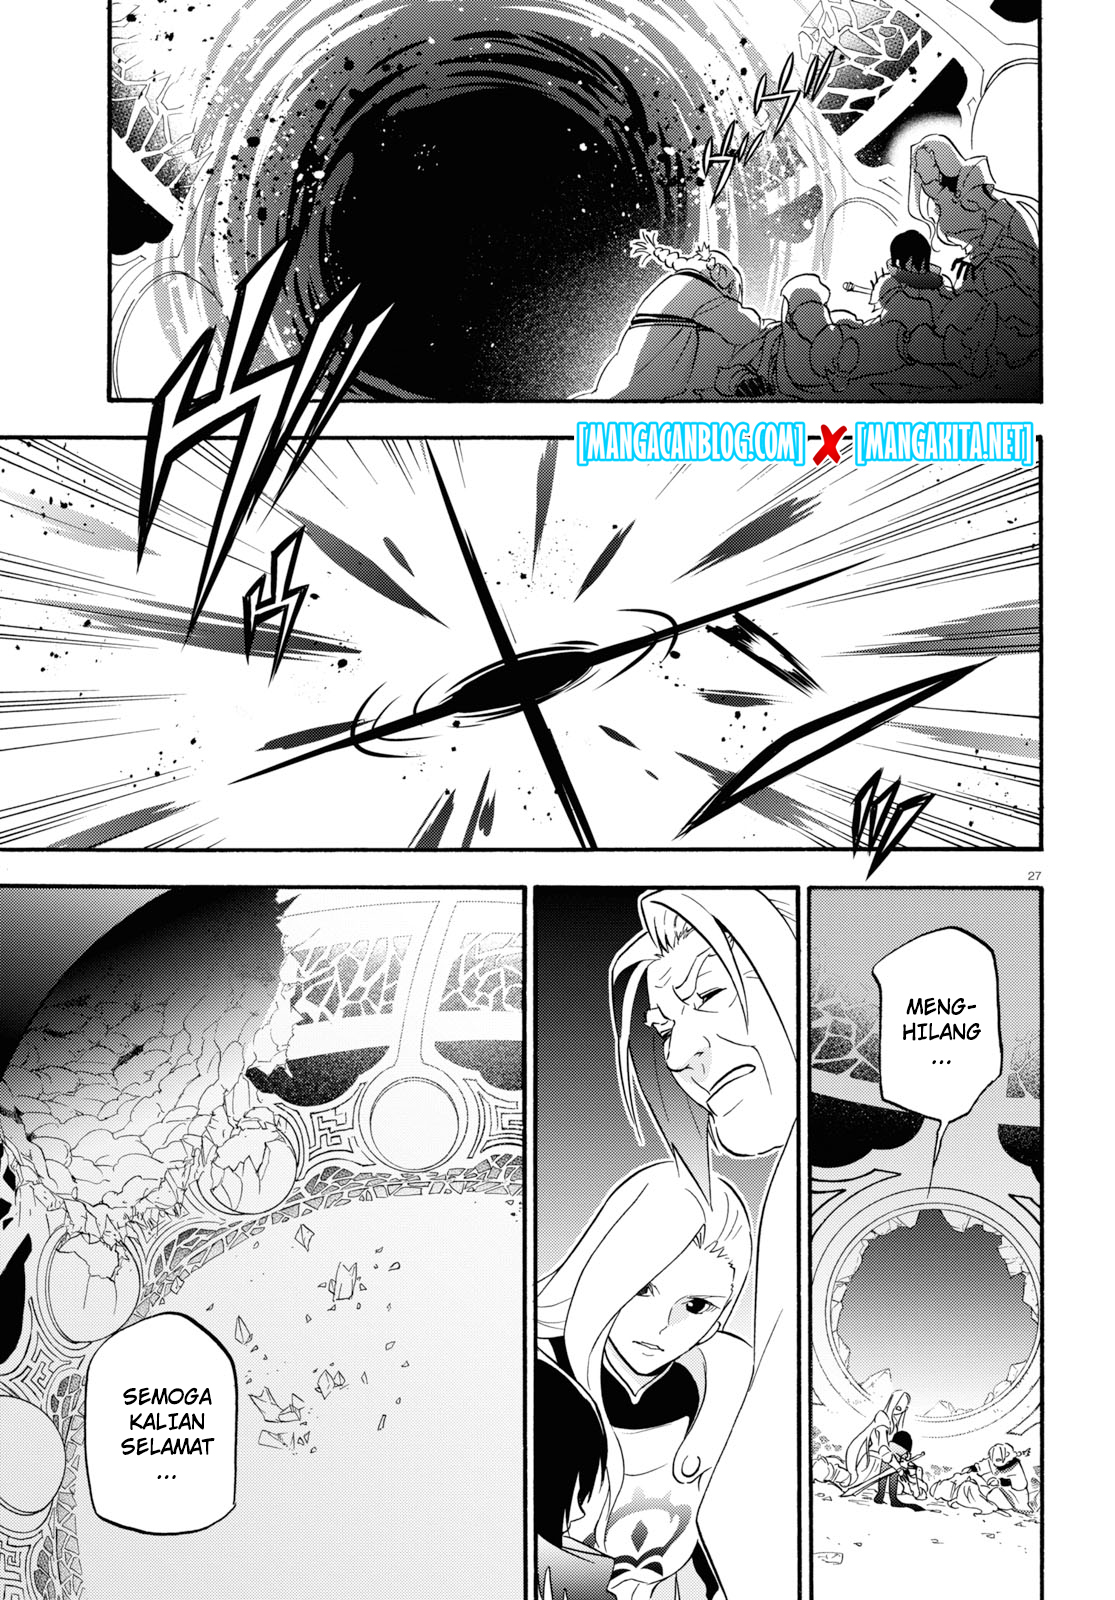 [MANGACANBLOG.COM] X [MANGAKITA.NET]
27
MENG-
HILANG
...
SEMOGA
KALIAN
SELAMAT
...